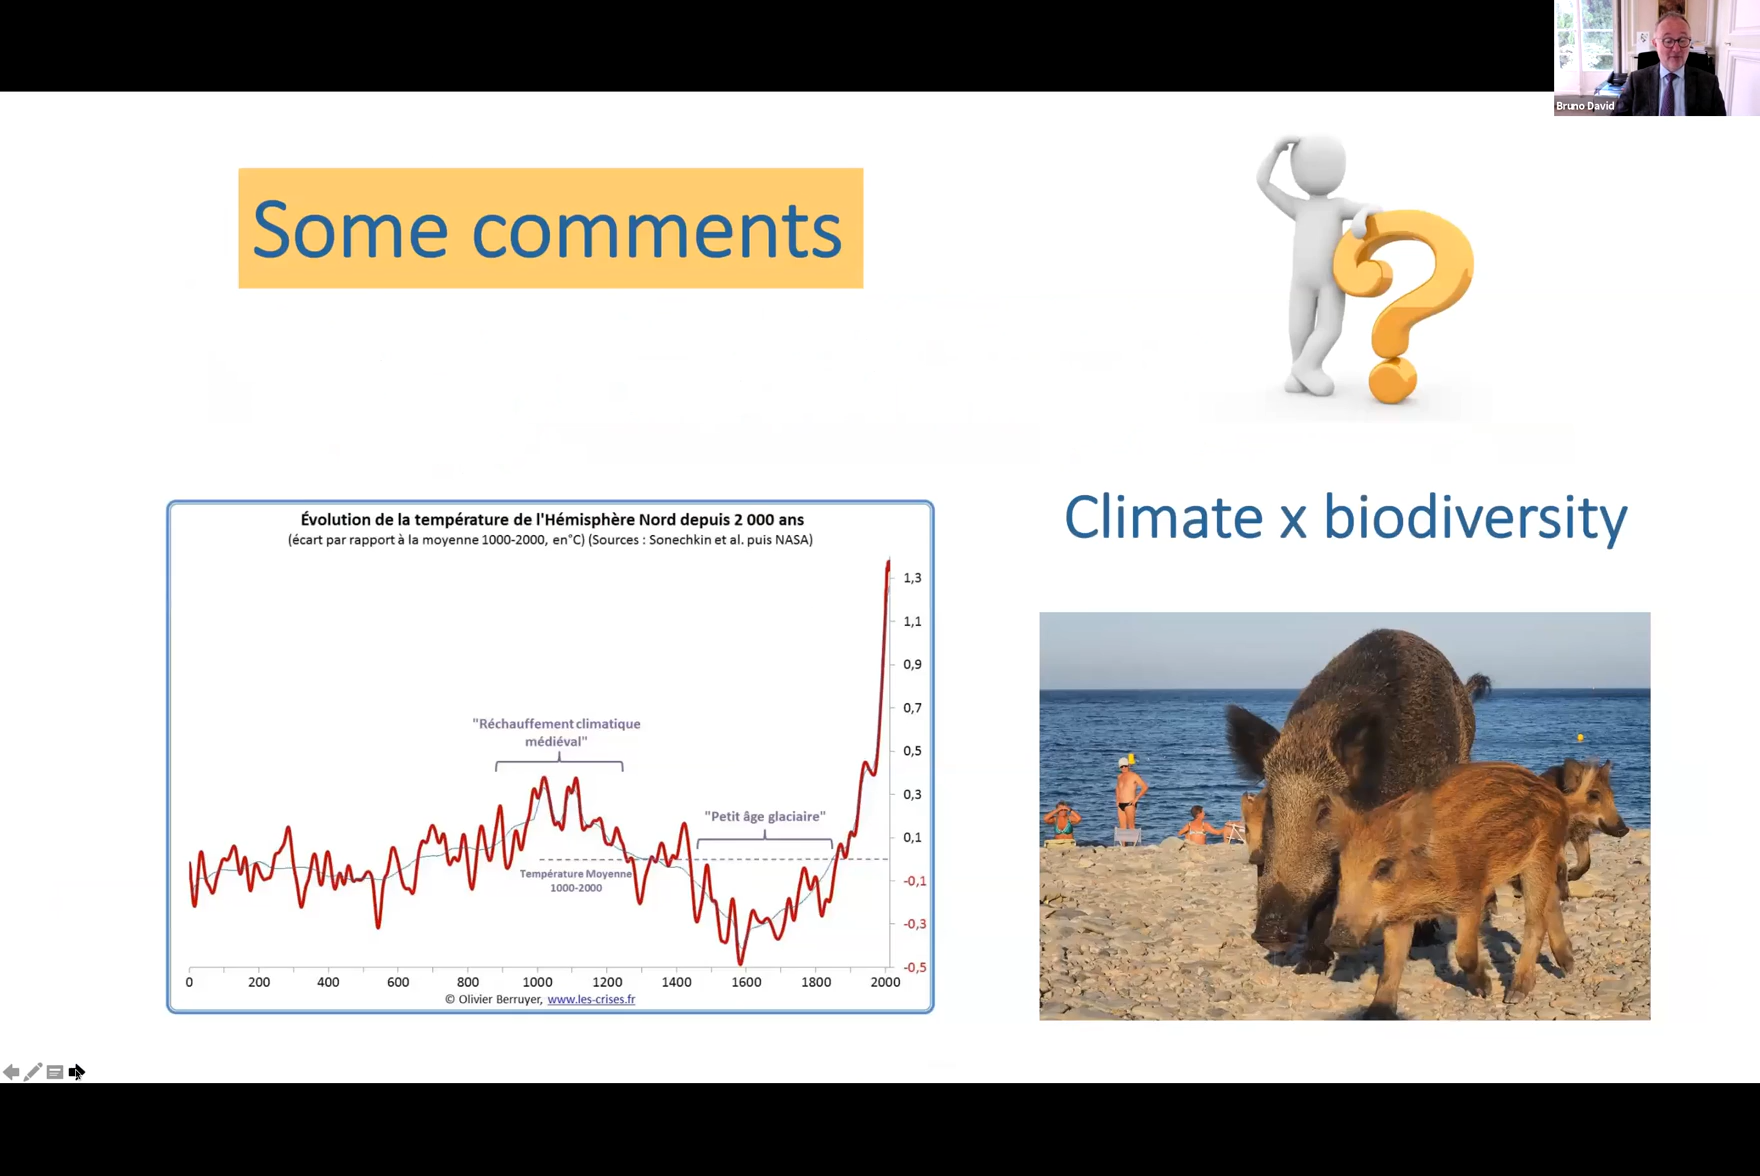 Bruno David
Some comments
Climate x biodiversity
Évolution de la température de l'Hémisphère Nord depuis 2 000 ans
(écart par rapport à la moyenne 1000-2000, en°C) (Sources : Sonechkin et al. puis NASA)
1,3
1,1
0,9
0,7
0,5
0,3
0,1
-0,1
-0,3
-0,5
"Réchauffement climatique
médiéval"
"Petit âge glaciaire"
Température Moyenne
1000-2000
0 200 400 600 800 1000 1200 1400 1600 1800 2000
© Olivier Berruyer, www.les-crises.fr